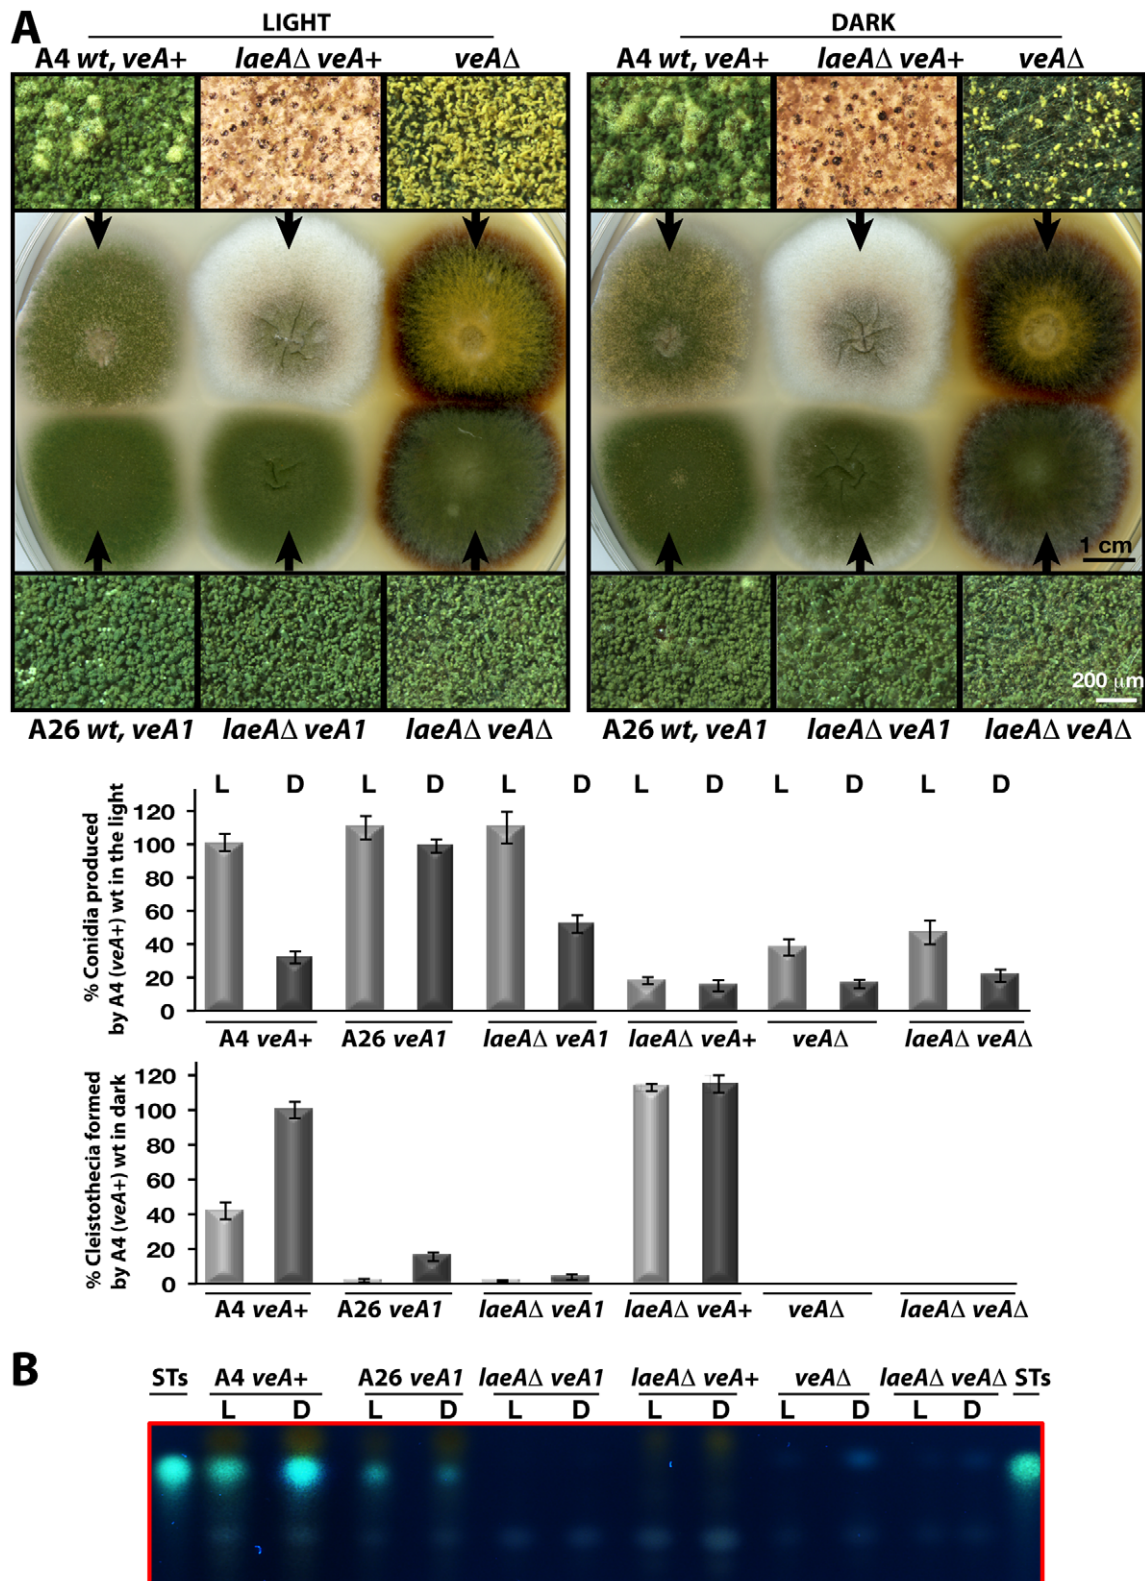 A
LIGHT
DARK
A4 wt, veA+ laeAΔ veA+ veAΔ
A4 wt, veA+ laeAΔ veA+ veAΔ
1 cm
200 μm
A26 wt, veA1 laeAΔ veA1 laeAΔ veAΔ
A26 wt, veA1 laeAΔ veA1 laeAΔ veAΔ
L D L D L D L D L D L D
% Conidia produced
by A4 (veA+) wt in the light
120
100
80
60
40
20
0
A4 veA+ A26 veA1 laeAΔ veA1 laeAΔ veA+ veAΔ laeAΔ veAΔ
% Cleistothecia formed
by A4 (veA+) wt in dark
120
100
80
60
40
20
0
A4 veA+ A26 veA1 laeAΔ veA1 laeAΔ veA+ veAΔ laeAΔ veAΔ
B
STs A4 veA+ A26 veA1 laeAΔ veA1 laeAΔ veA+ veAΔ laeAΔ veAΔ STs
L D L D L D L D L D L D